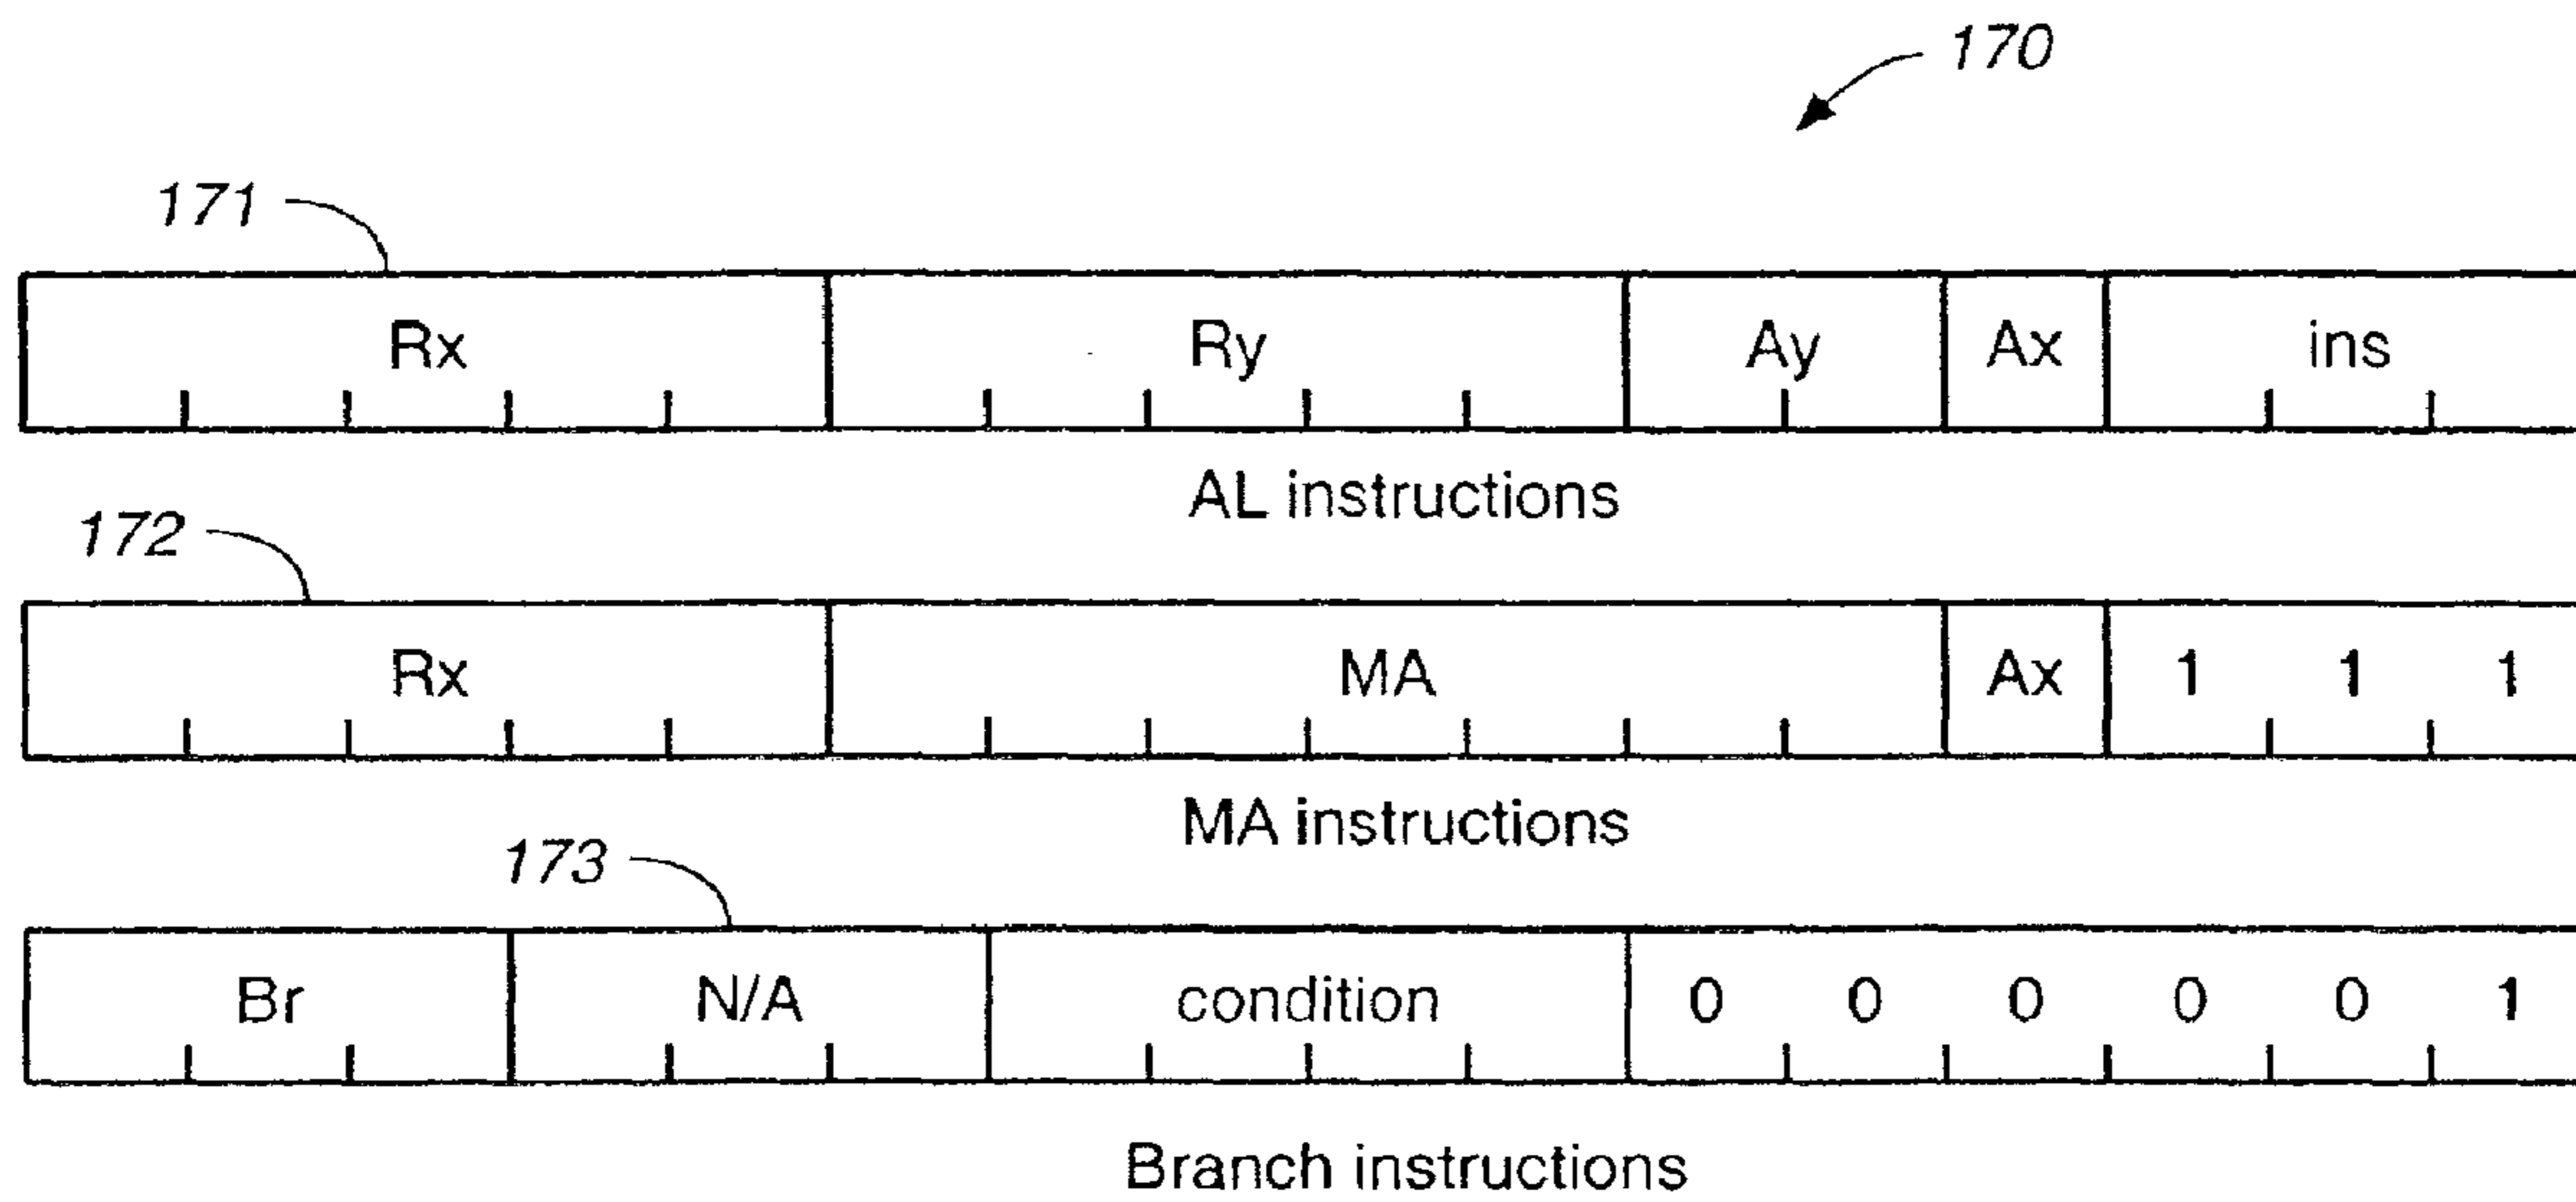 170
171
Rx Ry Ay Ax ins
AL instructions
172
Rx MA Ax 1 1 1
MA instructions
173
Br N/A condition 0 0 0 0 0 1
Branch instructions